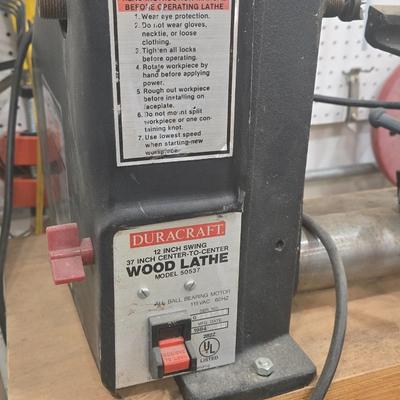 BEFORE OPERATING LATHE
1. Wear eye protection.
2. Do not wear gloves,
necktie, or loose
clothing.
3. Tighten all locks
before operating.
4. Rotate workpiece by
hand before applying
power.
5. Rough out workpiece
before installing on
faceplate.
6. Do not mount split
workpiece or one con-
taining knot.
7. Use lowest speed
when starting new
workpiece.
DURACRAFT
12 INCH SWING
37 INCH CENTER-TO-CENTER
WOOD LATHE
MODEL 50537
ALL BALL BEARING MOTOR
115VAC 60HZ
SER. NO.
MFG. DATE
UL
LISTED